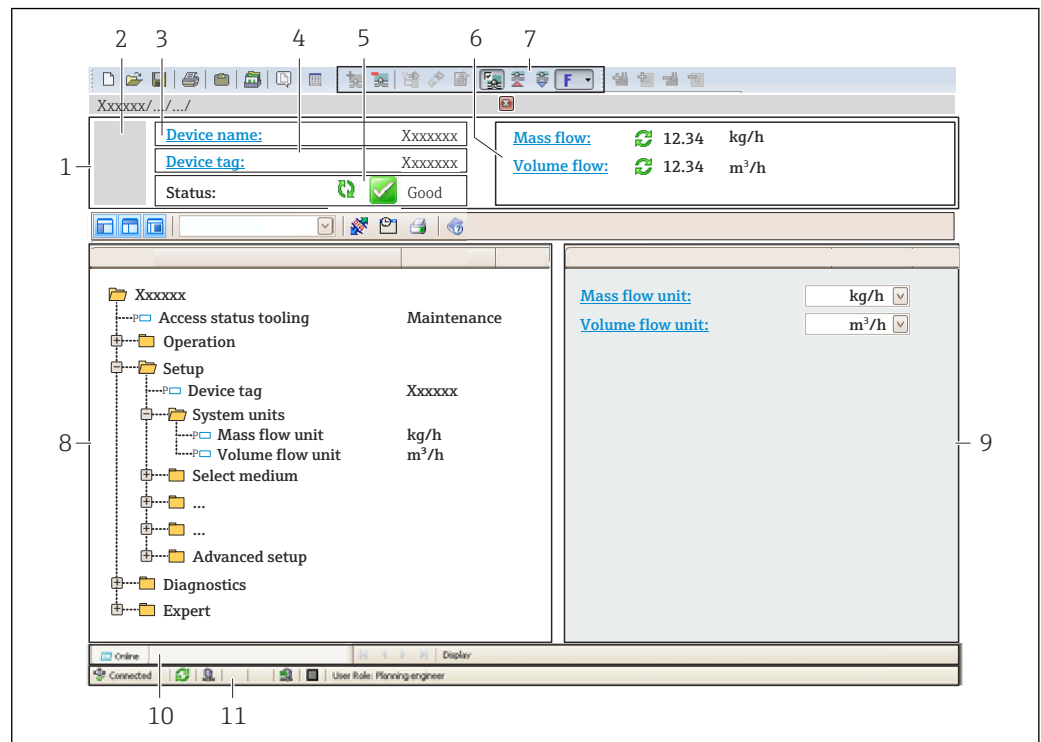 2 3 4 5 6 7
F
Xxxxxx/.../.../
1
Device name: Xxxxxxx
Device tag: Xxxxxxx
Status: Good
Mass flow: 12.34 kg/h
Volume flow: 12.34 m³/h
Xxxxxx
P Access status tooling Maintenance
Operation
Setup
P Device tag Xxxxxx
System units
P Mass flow unit kg/h
P Volume flow unit m³/h
Select medium
...
...
Advanced setup
Diagnostics
Expert
8
Mass flow unit: kg/h
Volume flow unit: m³/h
9
Online Display
Connected User Role: Planning engineer
10 11